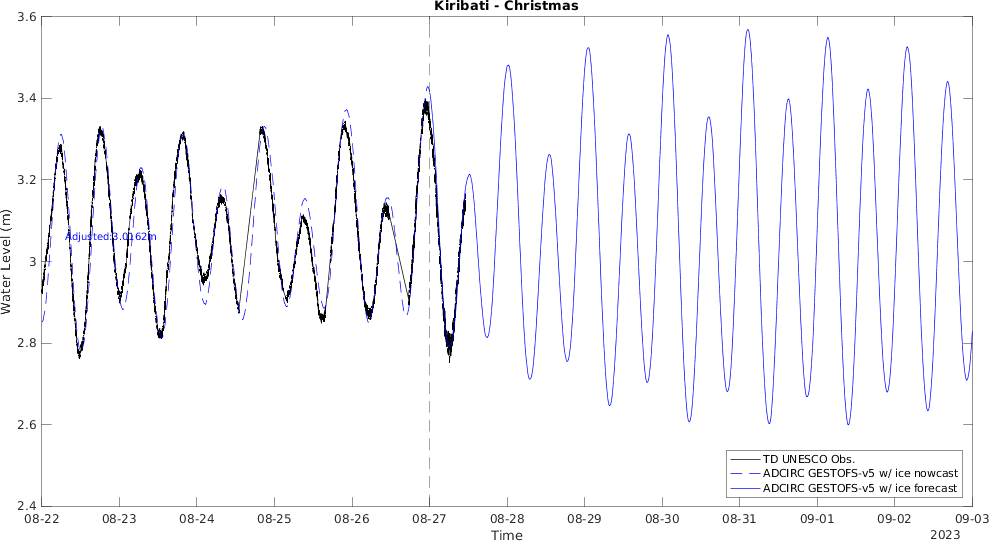 Kiribati - Christmas
3.6
3.4
3.2
3
2.8
2.6
2.4
Water Level (m)
Adjusted:3.0162m
TD UNESCO Obs.
ADCIRC GESTOFS-v5 w/ ice nowcast
ADCIRC GESTOFS-v5 w/ ice forecast
08-22 08-23 08-24 08-25 08-26 08-27 08-28 08-29 08-30 08-31 09-01 09-02 09-03
Time
2023